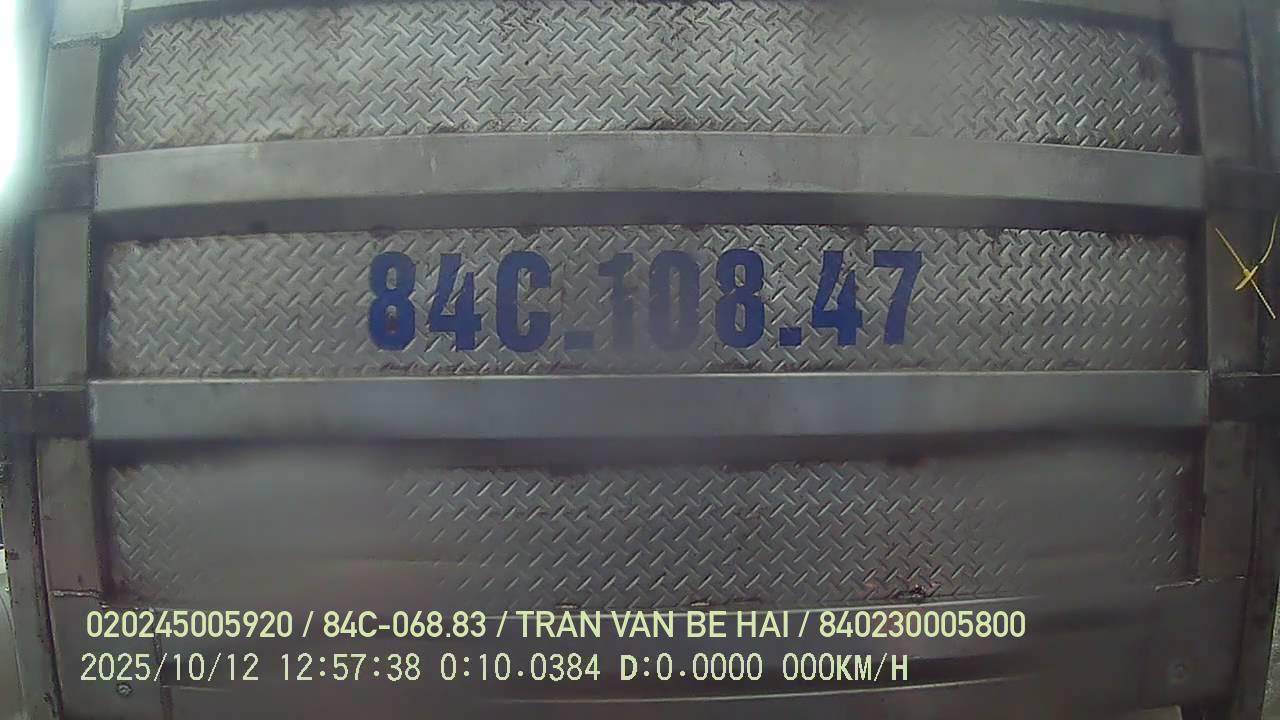 84C-108.47
020245005920 / 84C-068.83 / TRAN VAN BE HAI / 840230005800
2025/10/12 12:57:38 0:10.0384 D:0.0000 000KM/H